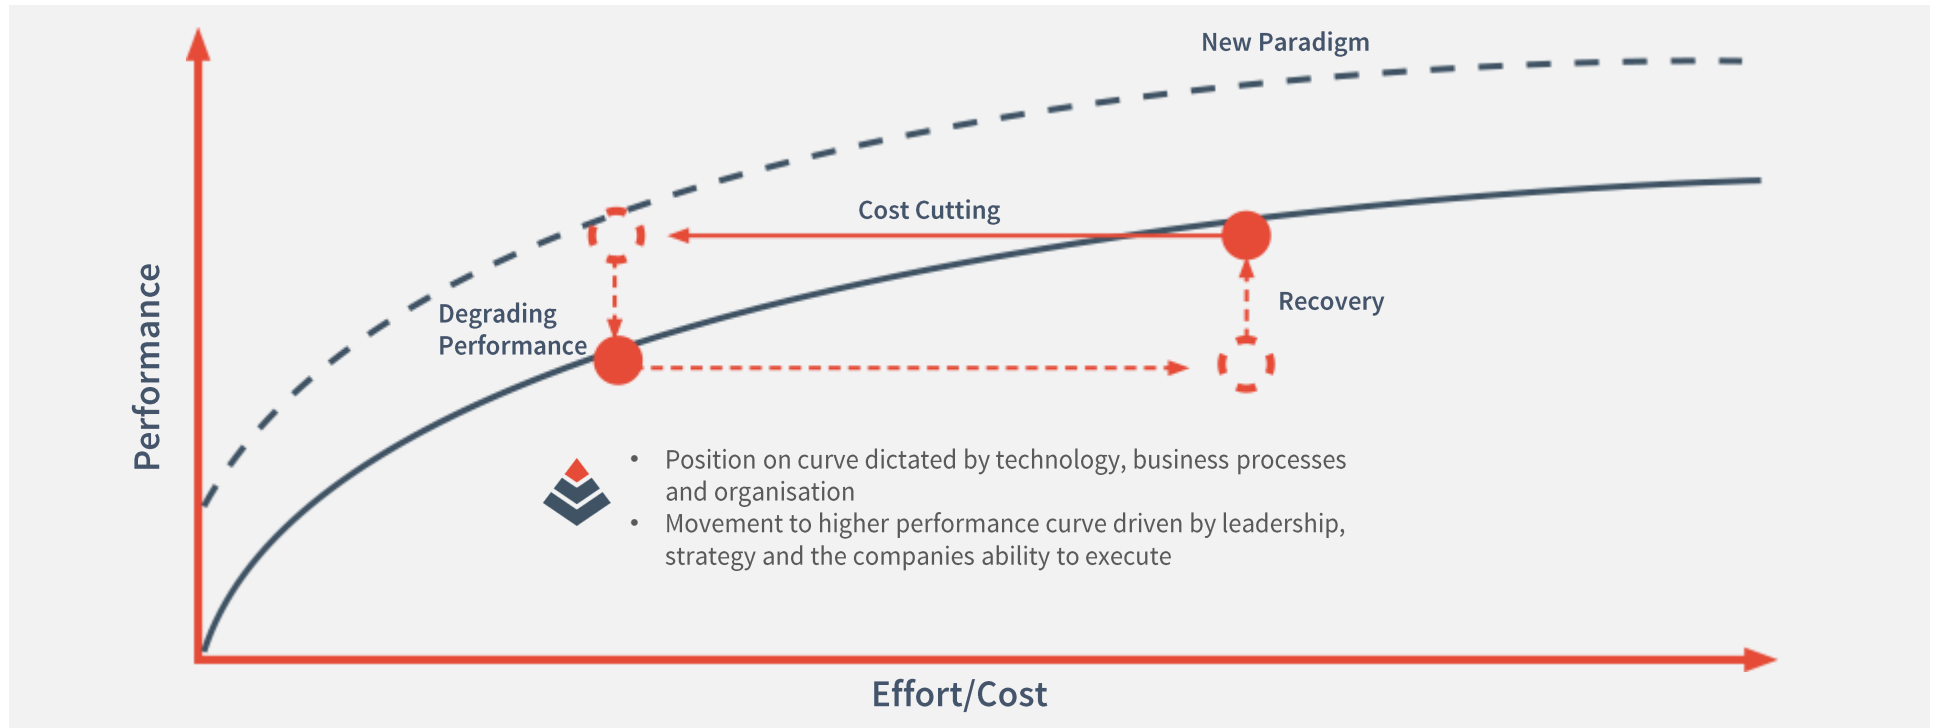 New Paradigm
Cost Cutting
Recovery
Degrading
Performance
Performance
• Position on curve dictated by technology, business processes
and organisation
• Movement to higher performance curve driven by leadership,
strategy and the companies ability to execute
Effort/Cost